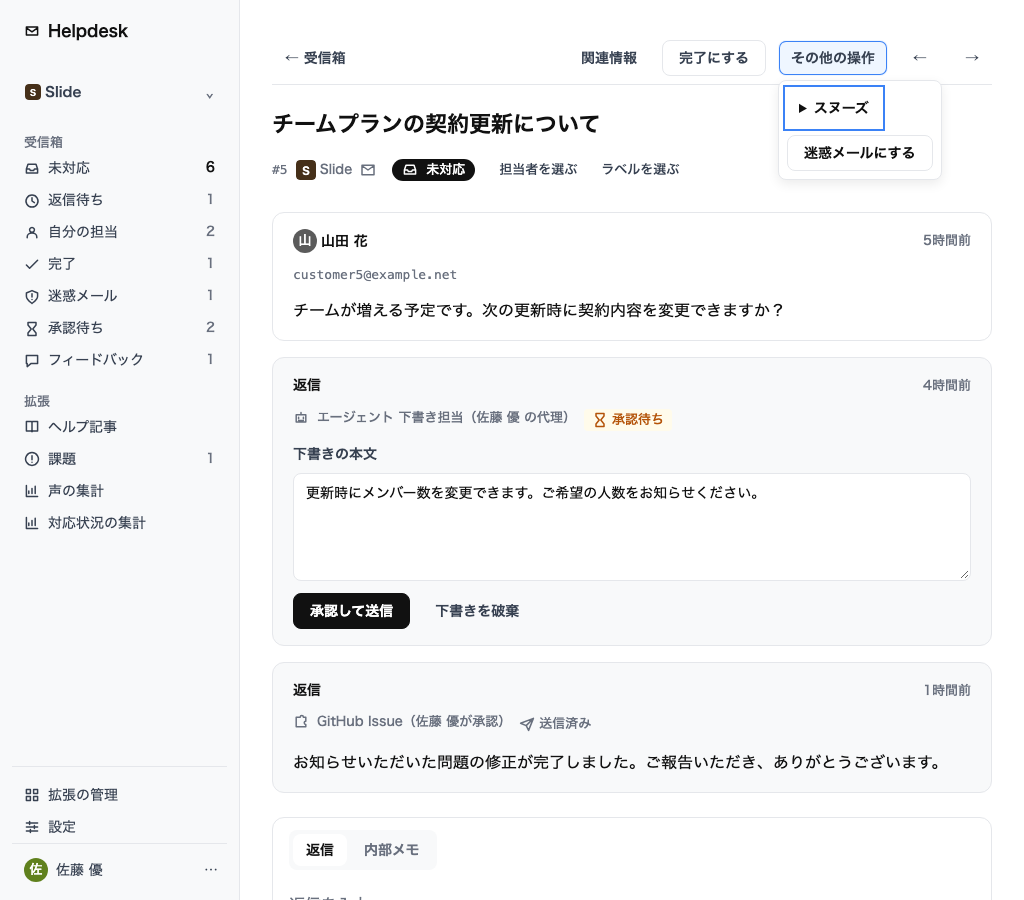 Helpdesk
S Slide
受信箱
未対応 6
返信待ち 1
自分の担当 2
完了 1
迷惑メール 1
承認待ち 2
フィードバック 1
拡張
ヘルプ記事
課題 1
声の集計
対応状況の集計
拡張の管理
設定
佐 佐藤 優 …
← 受信箱 関連情報 完了にする その他の操作 ← →
▶ スヌーズ
迷惑メールにする
チームプランの契約更新について
#5 S Slide 未対応 担当者を選ぶ ラベルを選ぶ
山 山田 花 5時間前
customer5@example.net
チームが増える予定です。次の更新時に契約内容を変更できますか？
返信 4時間前
エージェント 下書き担当（佐藤 優 の代理） 承認待ち
下書きの本文
更新時にメンバー数を変更できます。ご希望の人数をお知らせください。
承認して送信 下書きを破棄
返信 1時間前
GitHub Issue（佐藤 優が承認） 送信済み
お知らせいただいた問題の修正が完了しました。ご報告いただき、ありがとうございます。
返信 内部メモ